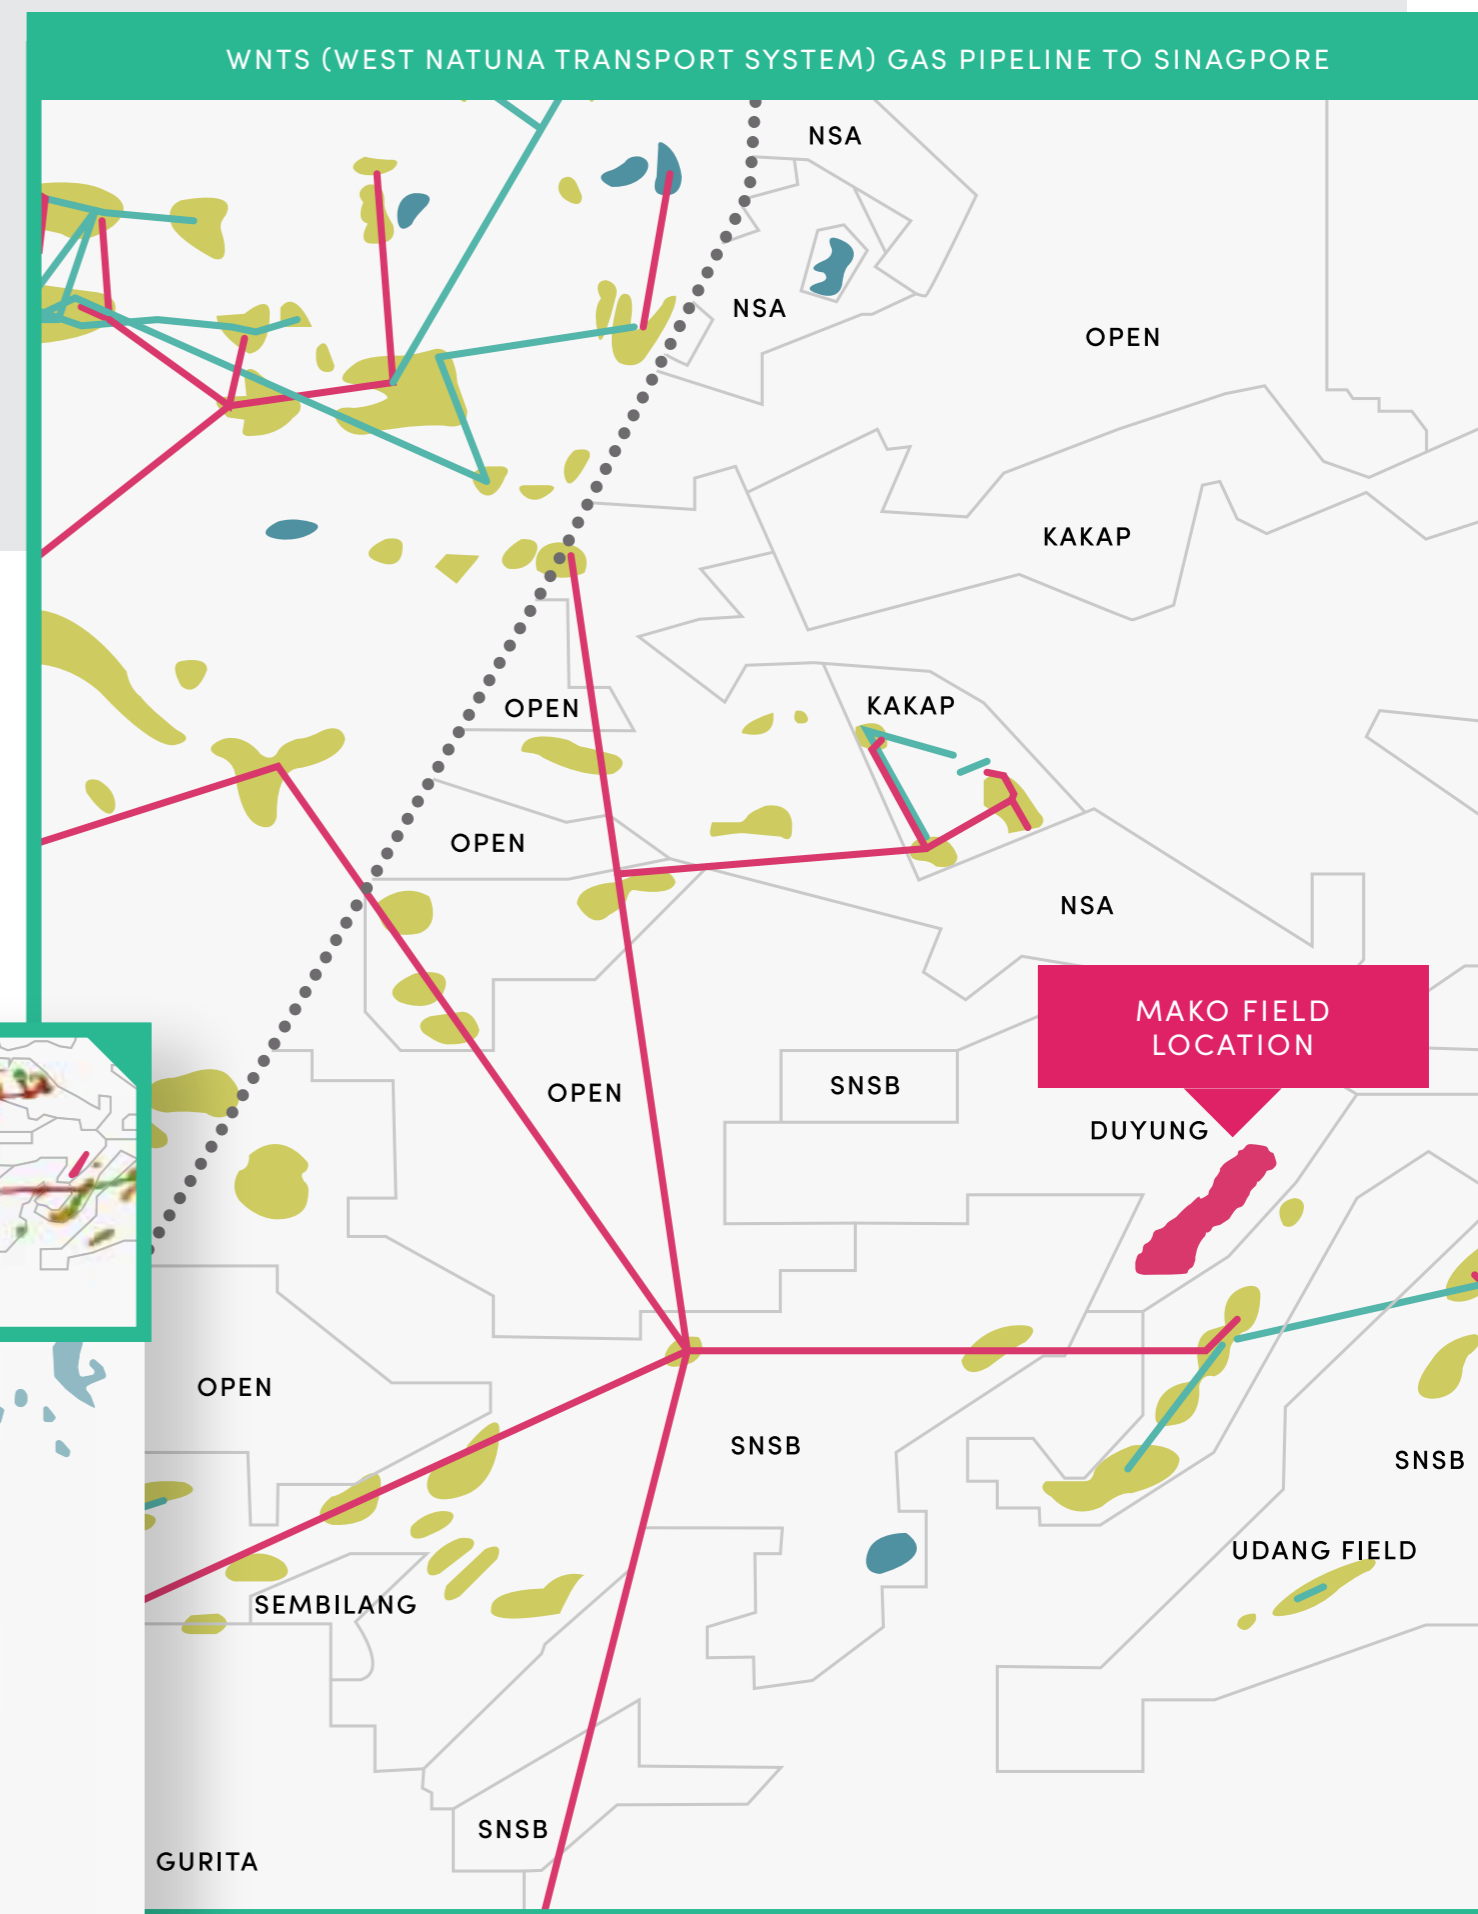 WNTS (WEST NATUNA TRANSPORT SYSTEM) GAS PIPELINE TO SINAGPORE
NSA
NSA
OPEN
KAKAP
OPEN
KAKAP
OPEN
NSA
MAKO FIELD
LOCATION
OPEN
SNSB
DUYUNG
OPEN
SNSB
SNSB
UDANG FIELD
SEMBILANG
SNSB
GURITA